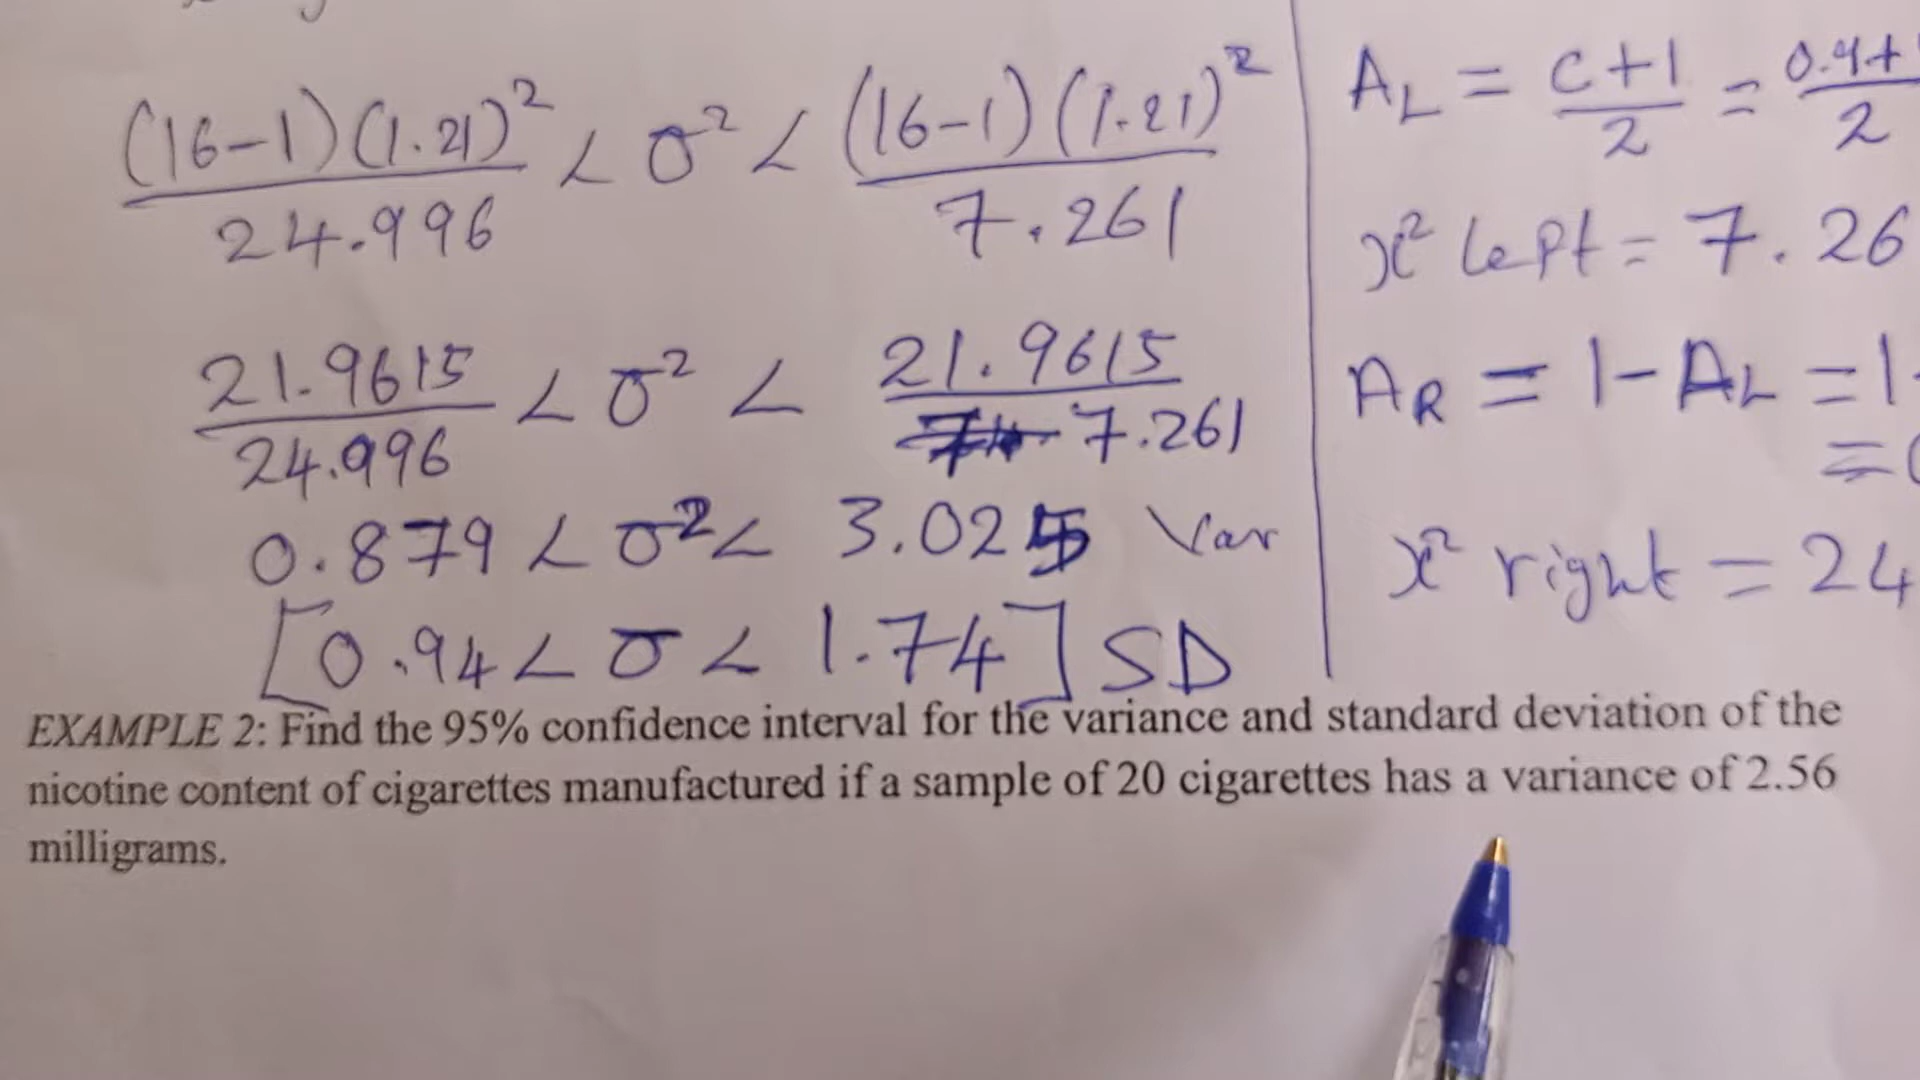 (16-1)(1.21)² / 24.996 < σ² < (16-1)(1.21)² / 7.261
21.9615 / 24.996 < σ² < 21.9615 / 7.261
0.879 < σ² < 3.025 Var
[0.94 < σ < 1.74] SD
A_L = c+1 / 2 = 0.9+ / 2
x² left = 7.26
A_R = 1 - A_L = 1
=
x² right = 24
EXAMPLE 2: Find the 95% confidence interval for the variance and standard deviation of the
nicotine content of cigarettes manufactured if a sample of 20 cigarettes has a variance of 2.56
milligrams.